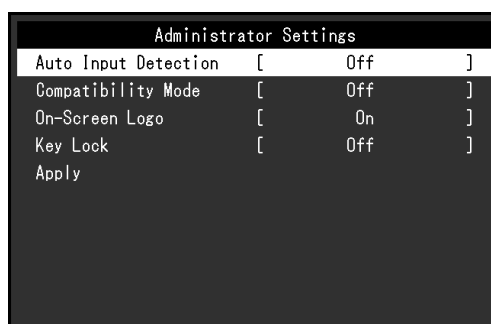 Administrator Settings
Auto Input Detection [ Off ]
Compatibility Mode [ Off ]
On-Screen Logo [ On ]
Key Lock [ Off ]
Apply